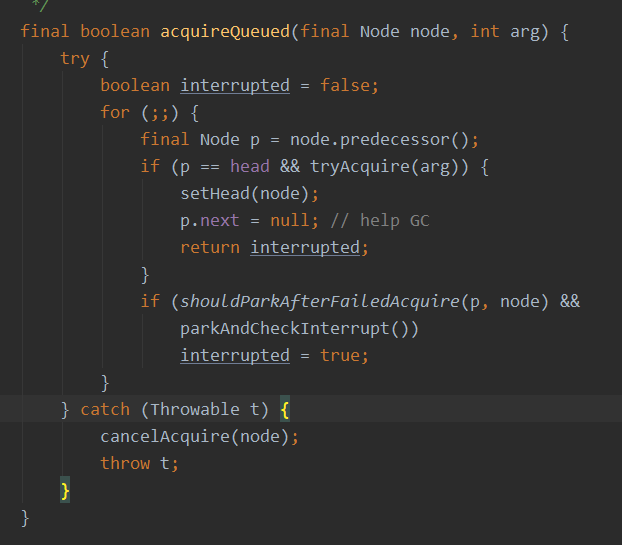 */
final boolean acquireQueued(final Node node, int arg) {
    try {
        boolean interrupted = false;
        for (;;) {
            final Node p = node.predecessor();
            if (p == head && tryAcquire(arg)) {
                setHead(node);
                p.next = null; // help GC
                return interrupted;
            }
            if (shouldParkAfterFailedAcquire(p, node) &&
                parkAndCheckInterrupt())
                interrupted = true;
        }
    } catch (Throwable t) {
        cancelAcquire(node);
        throw t;
    }
}